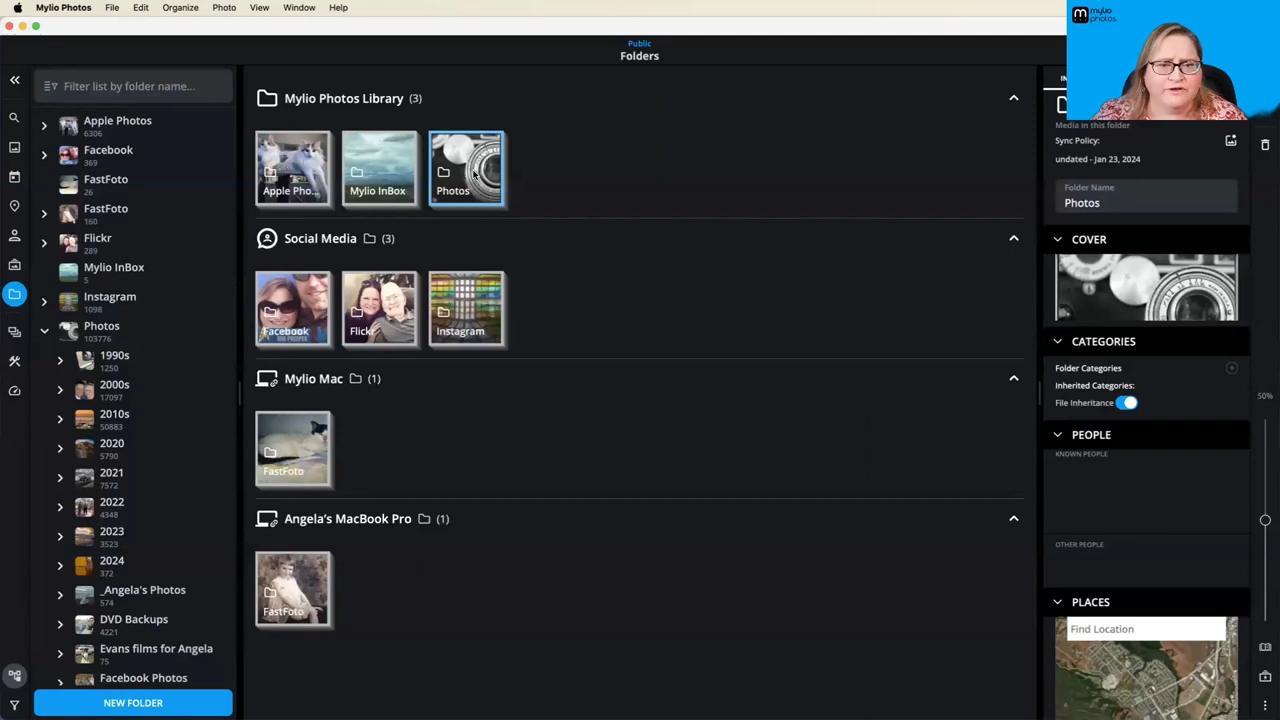 Mylio Photos File Edit Organize Photo View Window Help
mylio
photos
Public
Folders
Filter list by folder name...
Apple Photos
6306
Facebook
369
FastFoto
26
FastFoto
160
Flickr
289
Mylio InBox
5
Instagram
1098
Photos
103776
1990s
1250
2000s
17097
2010s
50883
2020
5790
2021
7572
2022
4348
2023
3523
2024
372
_Angela's Photos
574
DVD Backups
4221
Evans films for Angela
75
Facebook Photos
NEW FOLDER
Mylio Photos Library (3)
Apple Pho...
Mylio InBox
Photos
Social Media (3)
Facebook
Flickr
Instagram
Mylio Mac (1)
FastFoto
Angela's MacBook Pro (1)
FastFoto
Media in this folder
Sync Policy:
undated - Jan 23, 2024
Folder Name
Photos
COVER
CATEGORIES
Folder Categories
Inherited Categories:
File Inheritance
PEOPLE
KNOWN PEOPLE
OTHER PEOPLE
PLACES
Find Location
50%